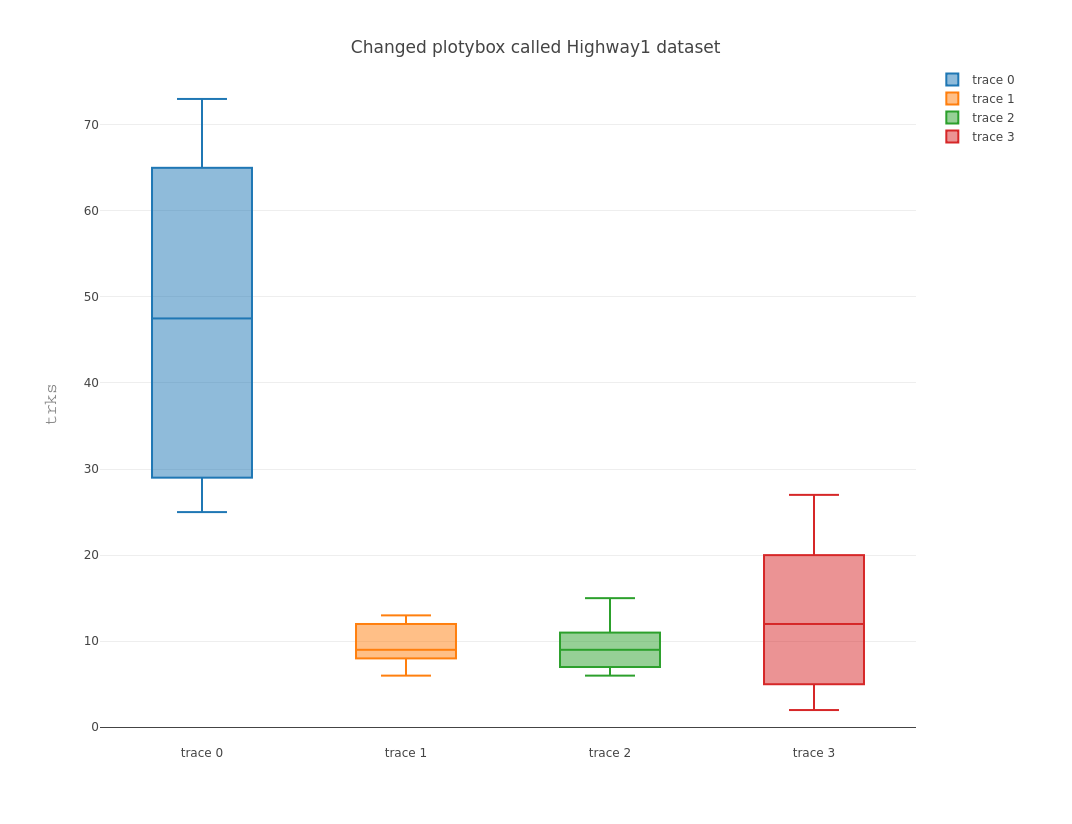 Changed plotybox called Highway1 dataset
trace 0
trace 1
trace 2
trace 3
70
60
50
40
30
20
10
0
trks
trace 0
trace 1
trace 2
trace 3